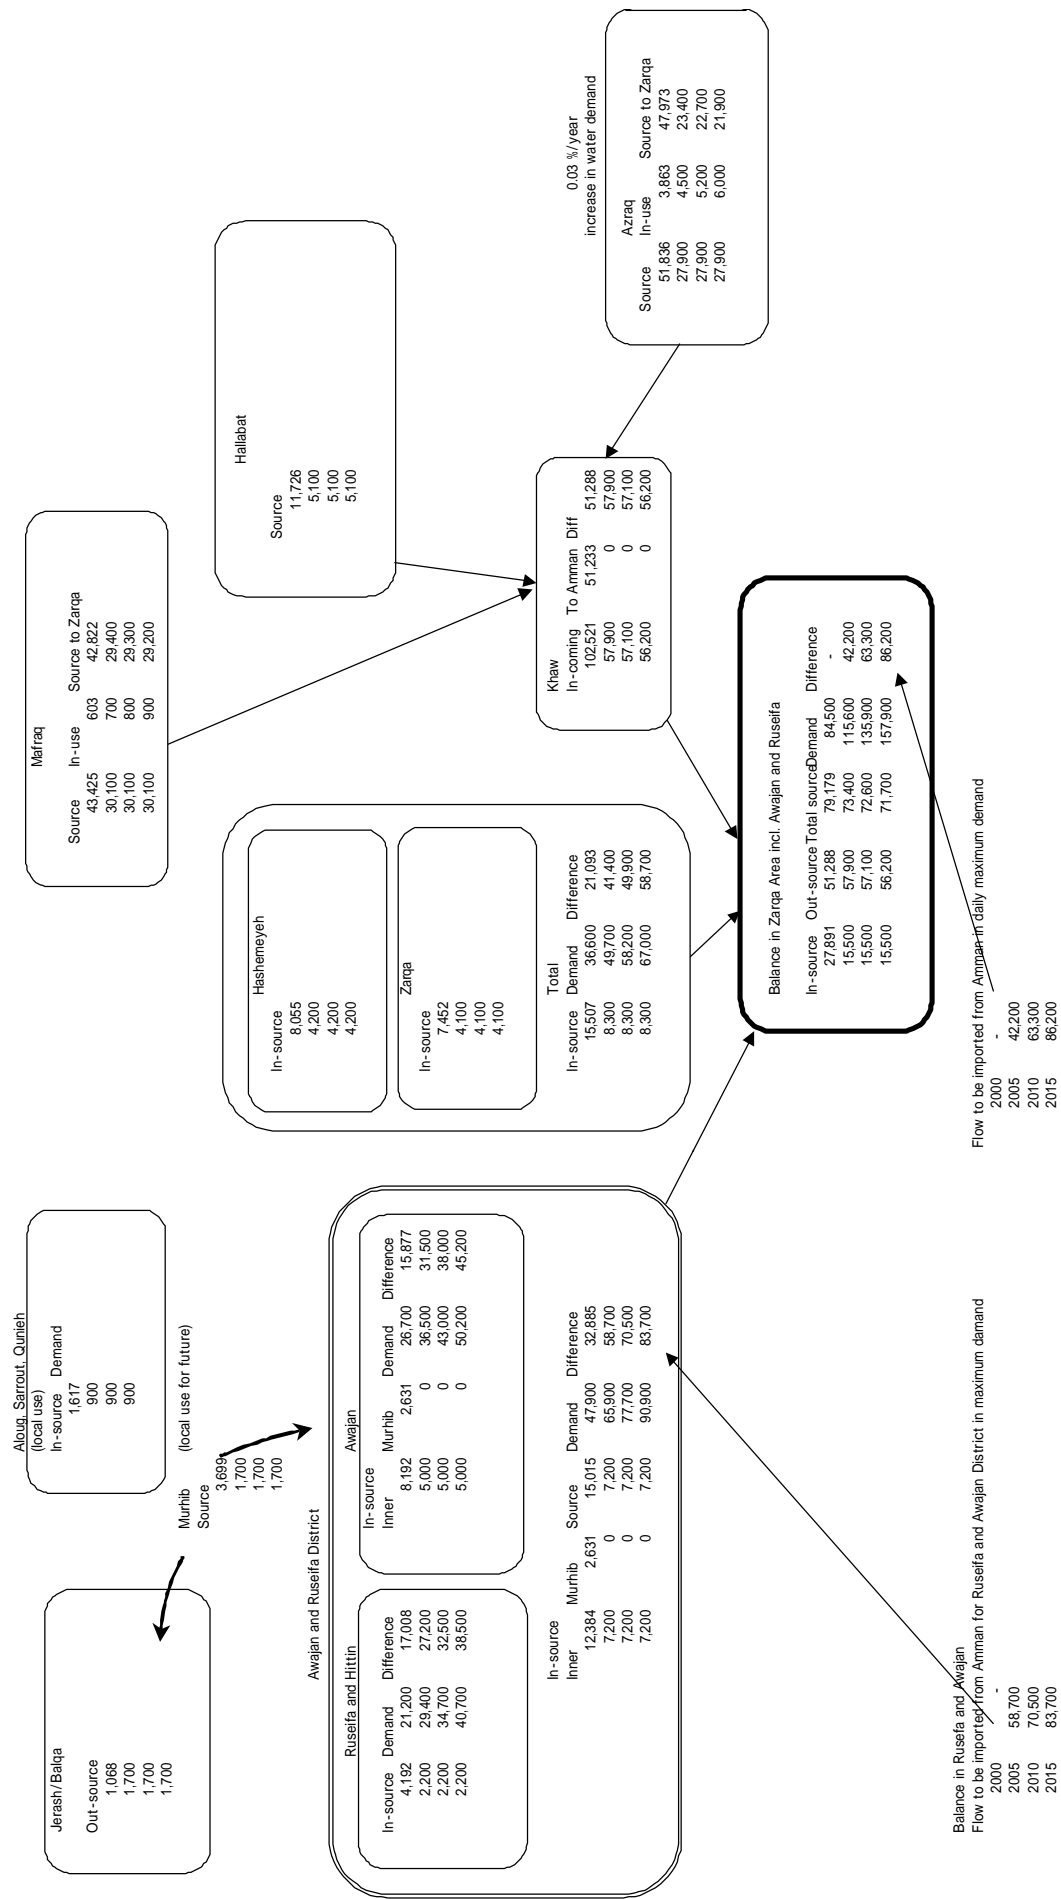 Jerash/Balqa
Out-source
1,068
1,700
1,700
1,700
Aloug, Sarrout, Qunieh
(local use)
In-source Demand
1,617
900
900
900
Murhib (local use for future)
Source
3,699
1,700
1,700
1,700
Mafraq
Source In-use Source to Zarqa
43,425 603 42,822
30,100 700 29,400
30,100 800 29,300
30,100 900 29,200
Hallabat
Source
11,726
5,100
5,100
5,100
Awajan and Ruseifa District
Ruseifa and Hittin
In-source Demand Difference
4,192 21,200 17,008
2,200 29,400 27,200
2,200 34,700 32,500
2,200 40,700 38,500
Awajan
In-source
Inner Murhib Demand Difference
8,192 2,631 26,700 15,877
5,000 0 36,500 31,500
5,000 0 43,000 38,000
5,000 0 50,200 45,200
In-source
Inner Murhib Source Demand Difference
12,384 2,631 15,015 47,900 32,885
7,200 0 7,200 65,900 58,700
7,200 0 7,200 77,700 70,500
7,200 0 7,200 90,900 83,700
Hashemeyeh
In-source
8,055
4,200
4,200
4,200
Zarqa
In-source
7,452
4,100
4,100
4,100
Total
In-source Demand Difference
15,507 36,600 21,093
8,300 49,700 41,400
8,300 58,200 49,900
8,300 67,000 58,700
Khaw
In-coming To Amman Diff
102,521 51,233 51,288
57,900 0 57,900
57,100 0 57,100
56,200 0 56,200
0.03 %/year
increase in water demand
Azraq
Source In-use Source to Zarqa
51,836 3,863 47,973
27,900 4,500 23,400
27,900 5,200 22,700
27,900 6,000 21,900
Balance in Zarqa Area incl. Awajan and Ruseifa
In-source Out-source Total source Demand Difference
27,891 51,288 79,179 84,500 -
15,500 57,900 73,400 115,600 42,200
15,500 57,100 72,600 135,900 63,300
15,500 56,200 71,700 157,900 86,200
Balance in Rusefa and Awajan
Flow to be imported from Amman for Ruseifa and Awajan District in maximum damand
2000 -
2005 58,700
2010 70,500
2015 83,700
Flow to be imported from Amman in daily maximum demand
2000 -
2005 42,200
2010 63,300
2015 86,200